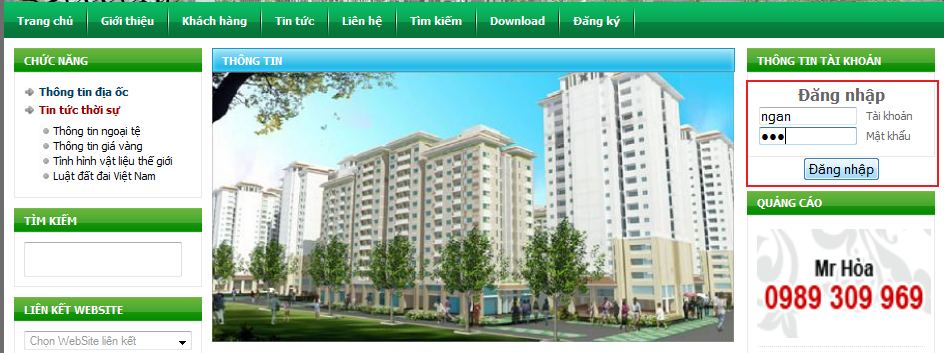 Trang chủ Giới thiệu Khách hàng Tin tức Liên hệ Tìm kiếm Download Đăng ký
CHỨC NĂNG
Thông tin địa ốc
Tin tức thời sự
Thông tin ngoại tệ
Thông tin giá vàng
Tình hình vật liệu thế giới
Luật đất đai Việt Nam
TÌM KIẾM
LIÊN KẾT WEBSITE
Chọn WebSite liên kết
THÔNG TIN
THÔNG TIN TÀI KHOẢN
Đăng nhập
ngan Tài khoản
●●● Mật khẩu
Đăng nhập
QUẢNG CÁO
Mr Hòa
0989 309 969